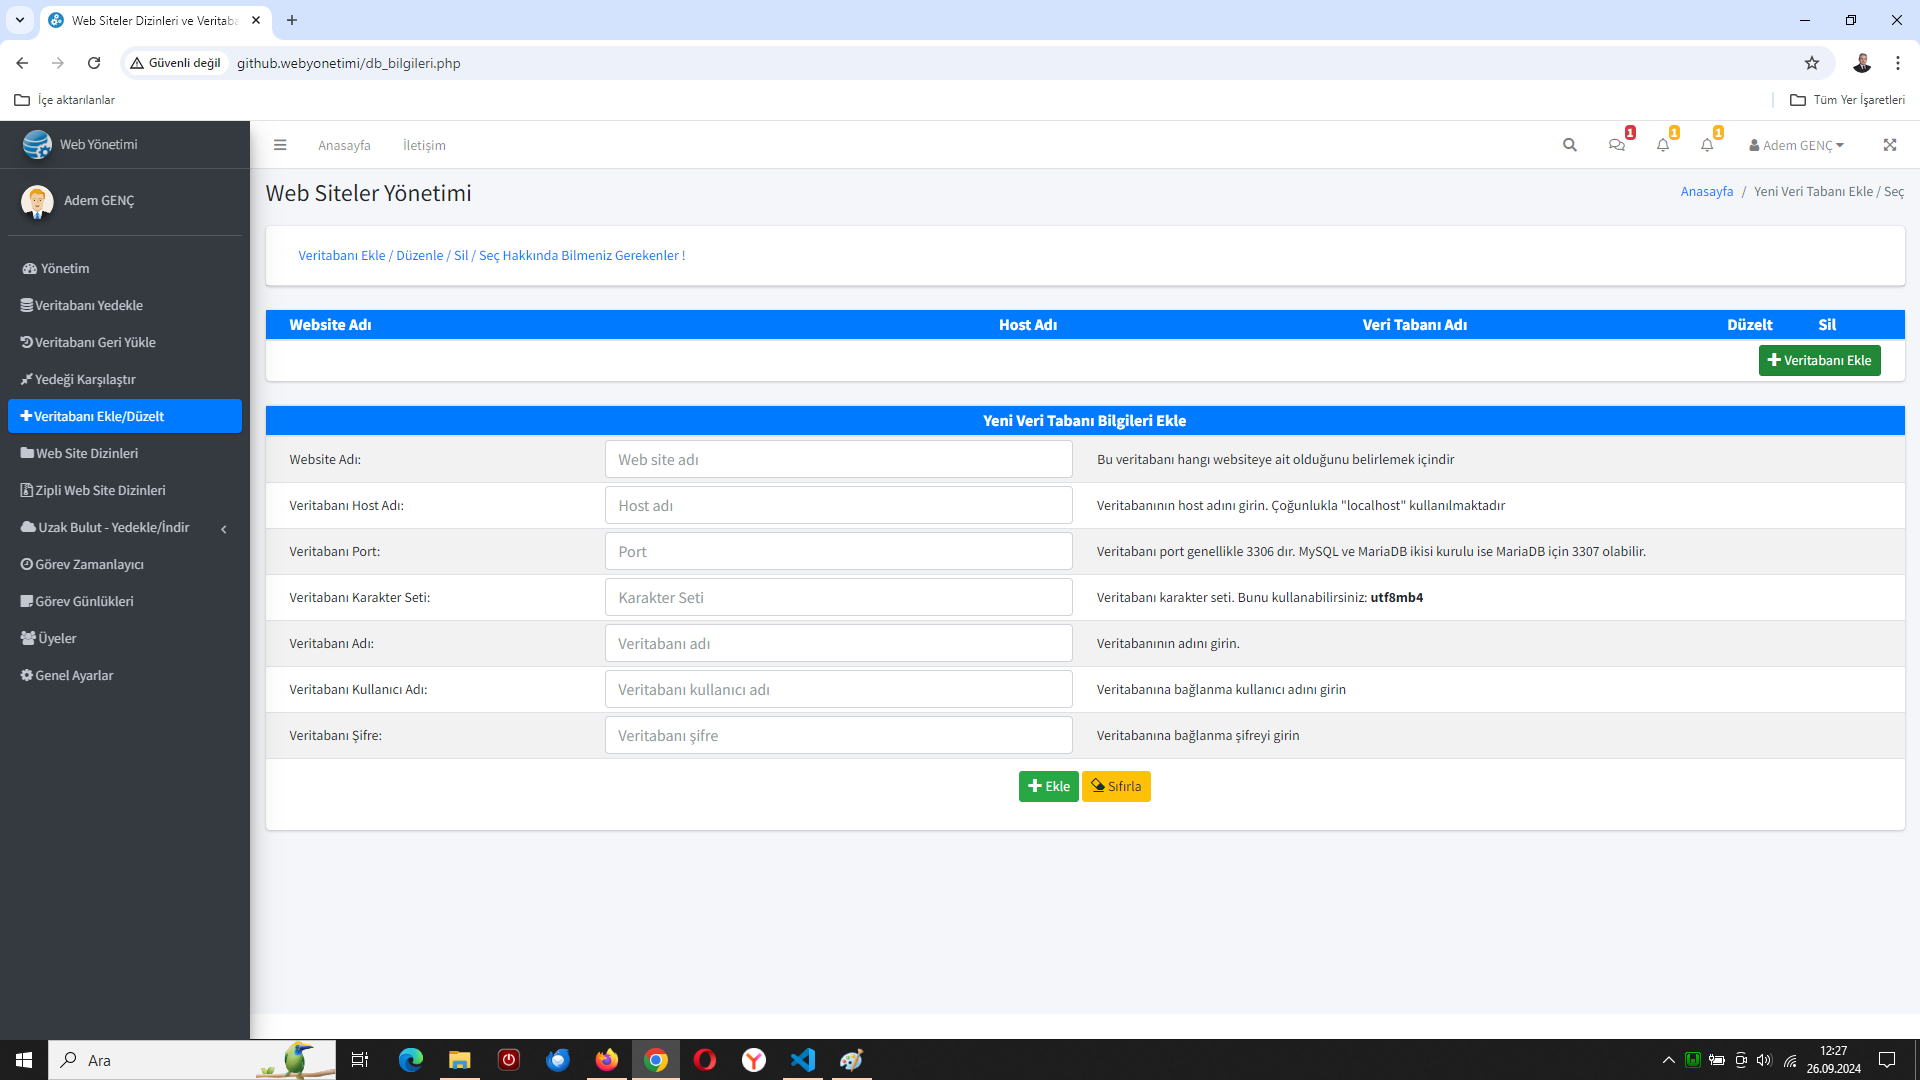 Web Siteler Dizinleri ve Veritaba
Güvenli değil
github.webyonetimi/db_bilgileri.php
İçe aktarılanlar
Tüm Yer İşaretleri
Web Yönetimi
Anasayfa
İletişim
1
1
1
Adem GENÇ
Adem GENÇ
Web Siteler Yönetimi
Anasayfa / Yeni Veri Tabanı Ekle / Seç
Veritabanı Ekle / Düzenle / Sil / Seç Hakkında Bilmeniz Gerekenler !
Yönetim
Veritabanı Yedekle
Veritabanı Geri Yükle
Yedeği Karşılaştır
Veritabanı Ekle/Düzelt
Web Site Dizinleri
Zipli Web Site Dizinleri
Uzak Bulut - Yedekle/İndir
Görev Zamanlayıcı
Görev Günlükleri
Üyeler
Genel Ayarlar
Website Adı Host Adı Veri Tabanı Adı Düzelt Sil
Veritabanı Ekle
Yeni Veri Tabanı Bilgileri Ekle
Website Adı: Web site adı Bu veritabanı hangı websiteye ait olduğunu belirlemek içindir
Veritabanı Host Adı: Host adı Veritabanının host adını girin. Çoğunlukla "localhost" kullanılmaktadır
Veritabanı Port: Port Veritabanı port genellikle 3306 dır. MySQL ve MariaDB ikisi kurulu ise MariaDB için 3307 olabilir.
Veritabanı Karakter Seti: Karakter Seti Veritabanı karakter seti. Bunu kullanabilirsiniz: utf8mb4
Veritabanı Adı: Veritabanı adı Veritabanının adını girin.
Veritabanı Kullanıcı Adı: Veritabanı kullanıcı adı Veritabanına bağlanma kullanıcı adını girin
Veritabanı Şifre: Veritabanı şifre Veritabanına bağlanma şifreyi girin
Ekle Sıfırla
Ara
12:27
26.09.2024